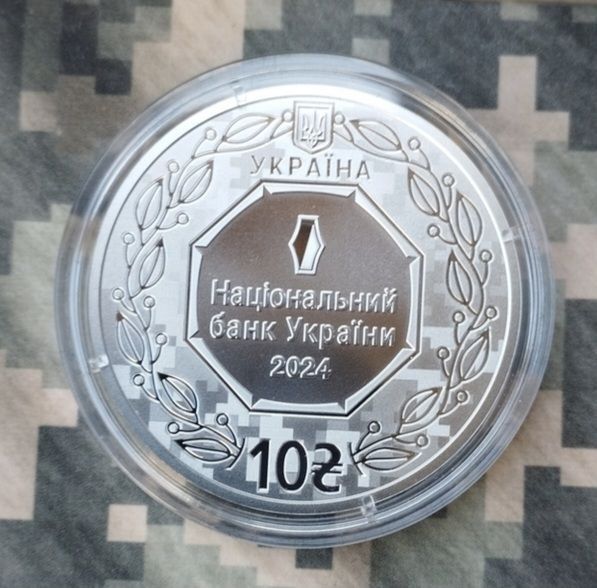 УКРАЇНА
Національний
банк України
2024
10₴